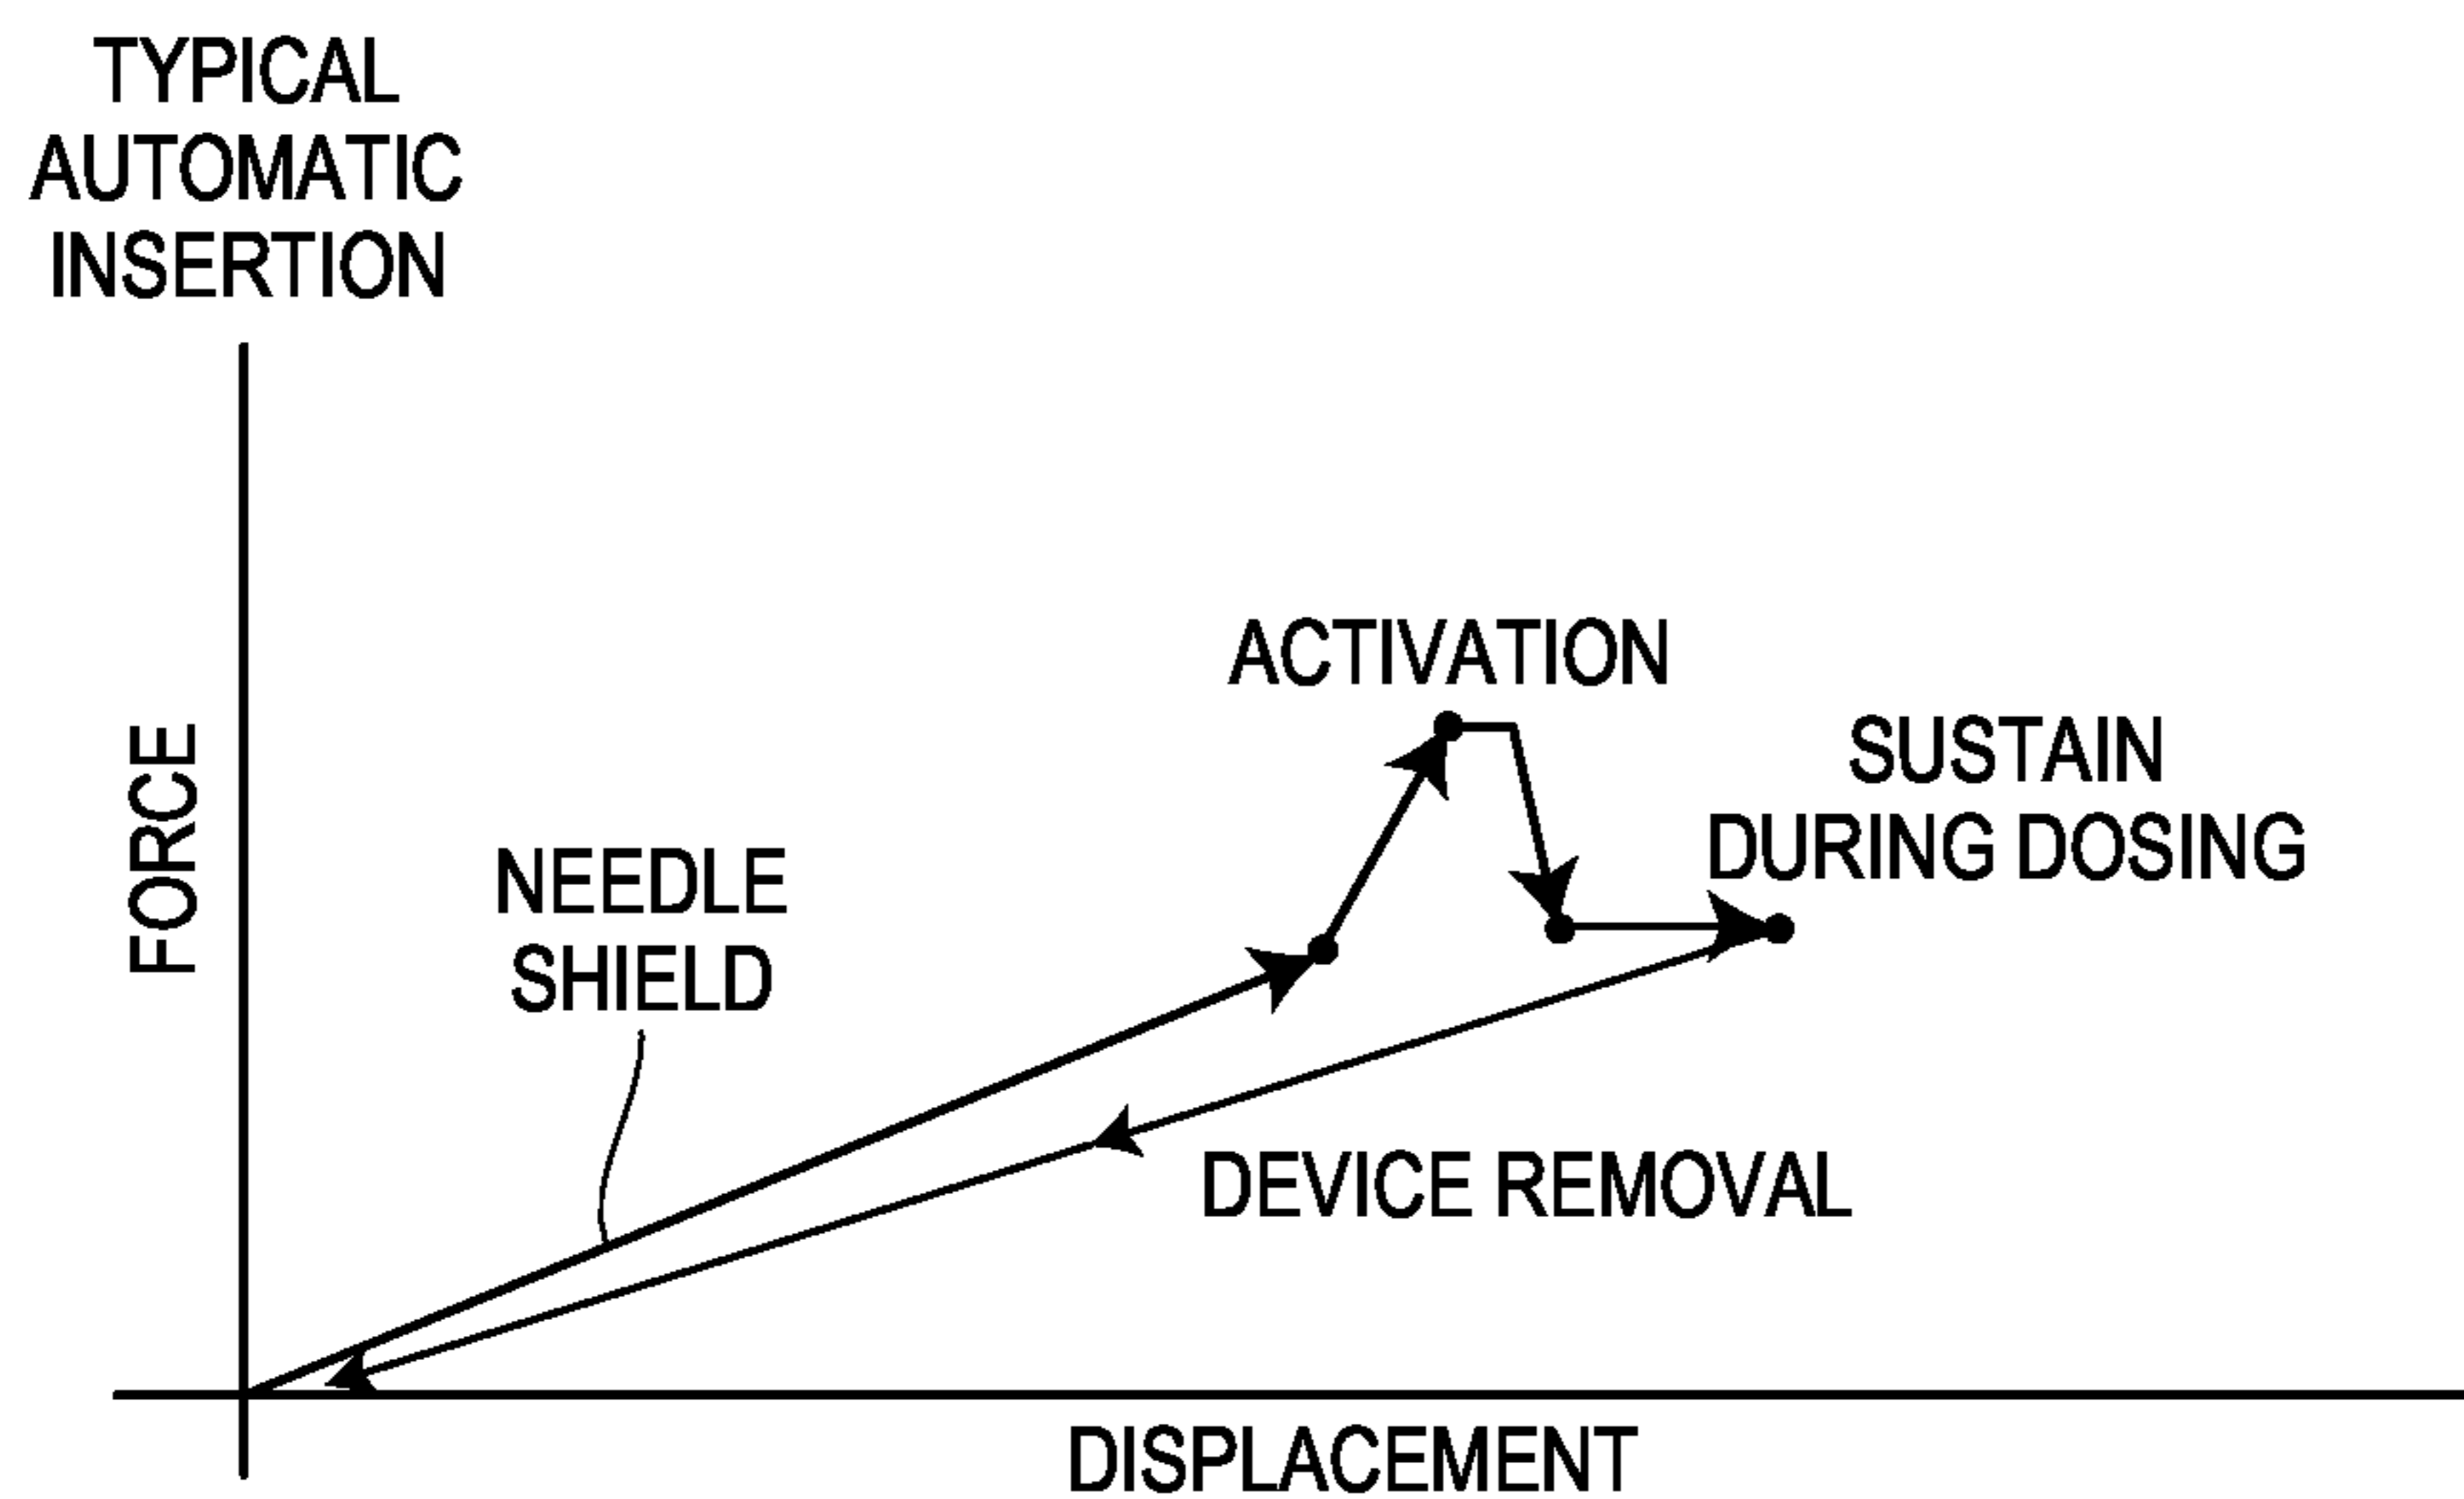 TYPICAL
AUTOMATIC
INSERTION
FORCE
NEEDLE
SHIELD
ACTIVATION
SUSTAIN
DURING DOSING
DEVICE REMOVAL
DISPLACEMENT